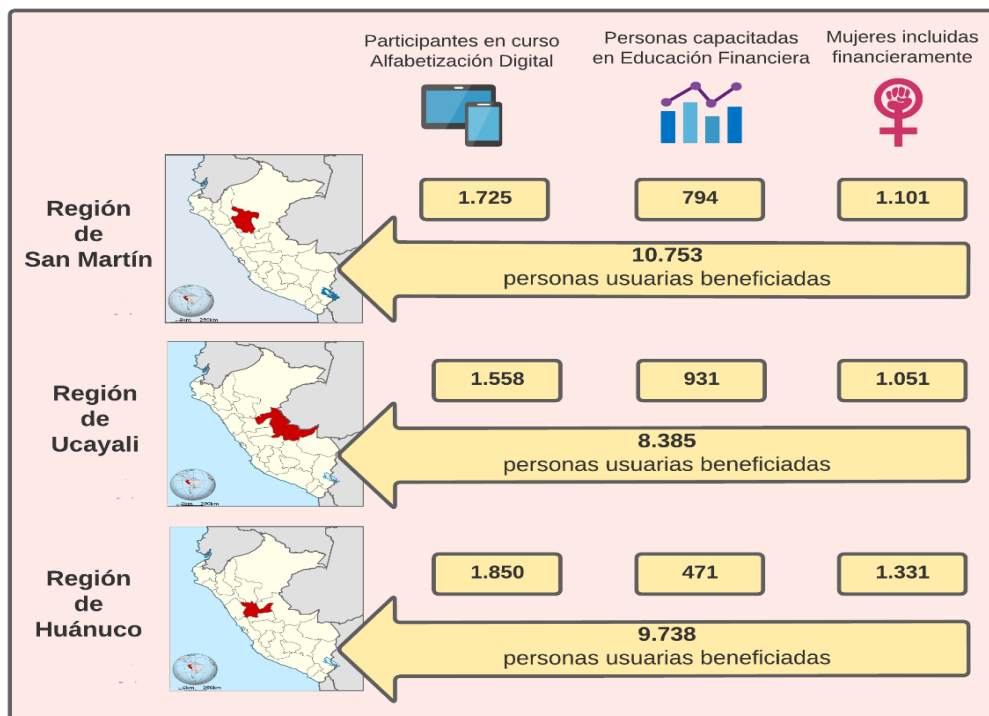 Participantes en curso
Alfabetización Digital
Personas capacitadas
en Educación Financiera
Mujeres incluidas
financieramente
Región
de
San Martín
1.725
794
1.101
10.753
personas usuarias beneficiadas
Región
de
Ucayali
1.558
931
1.051
8.385
personas usuarias beneficiadas
Región
de
Huánuco
1.850
471
1.331
9.738
personas usuarias beneficiadas